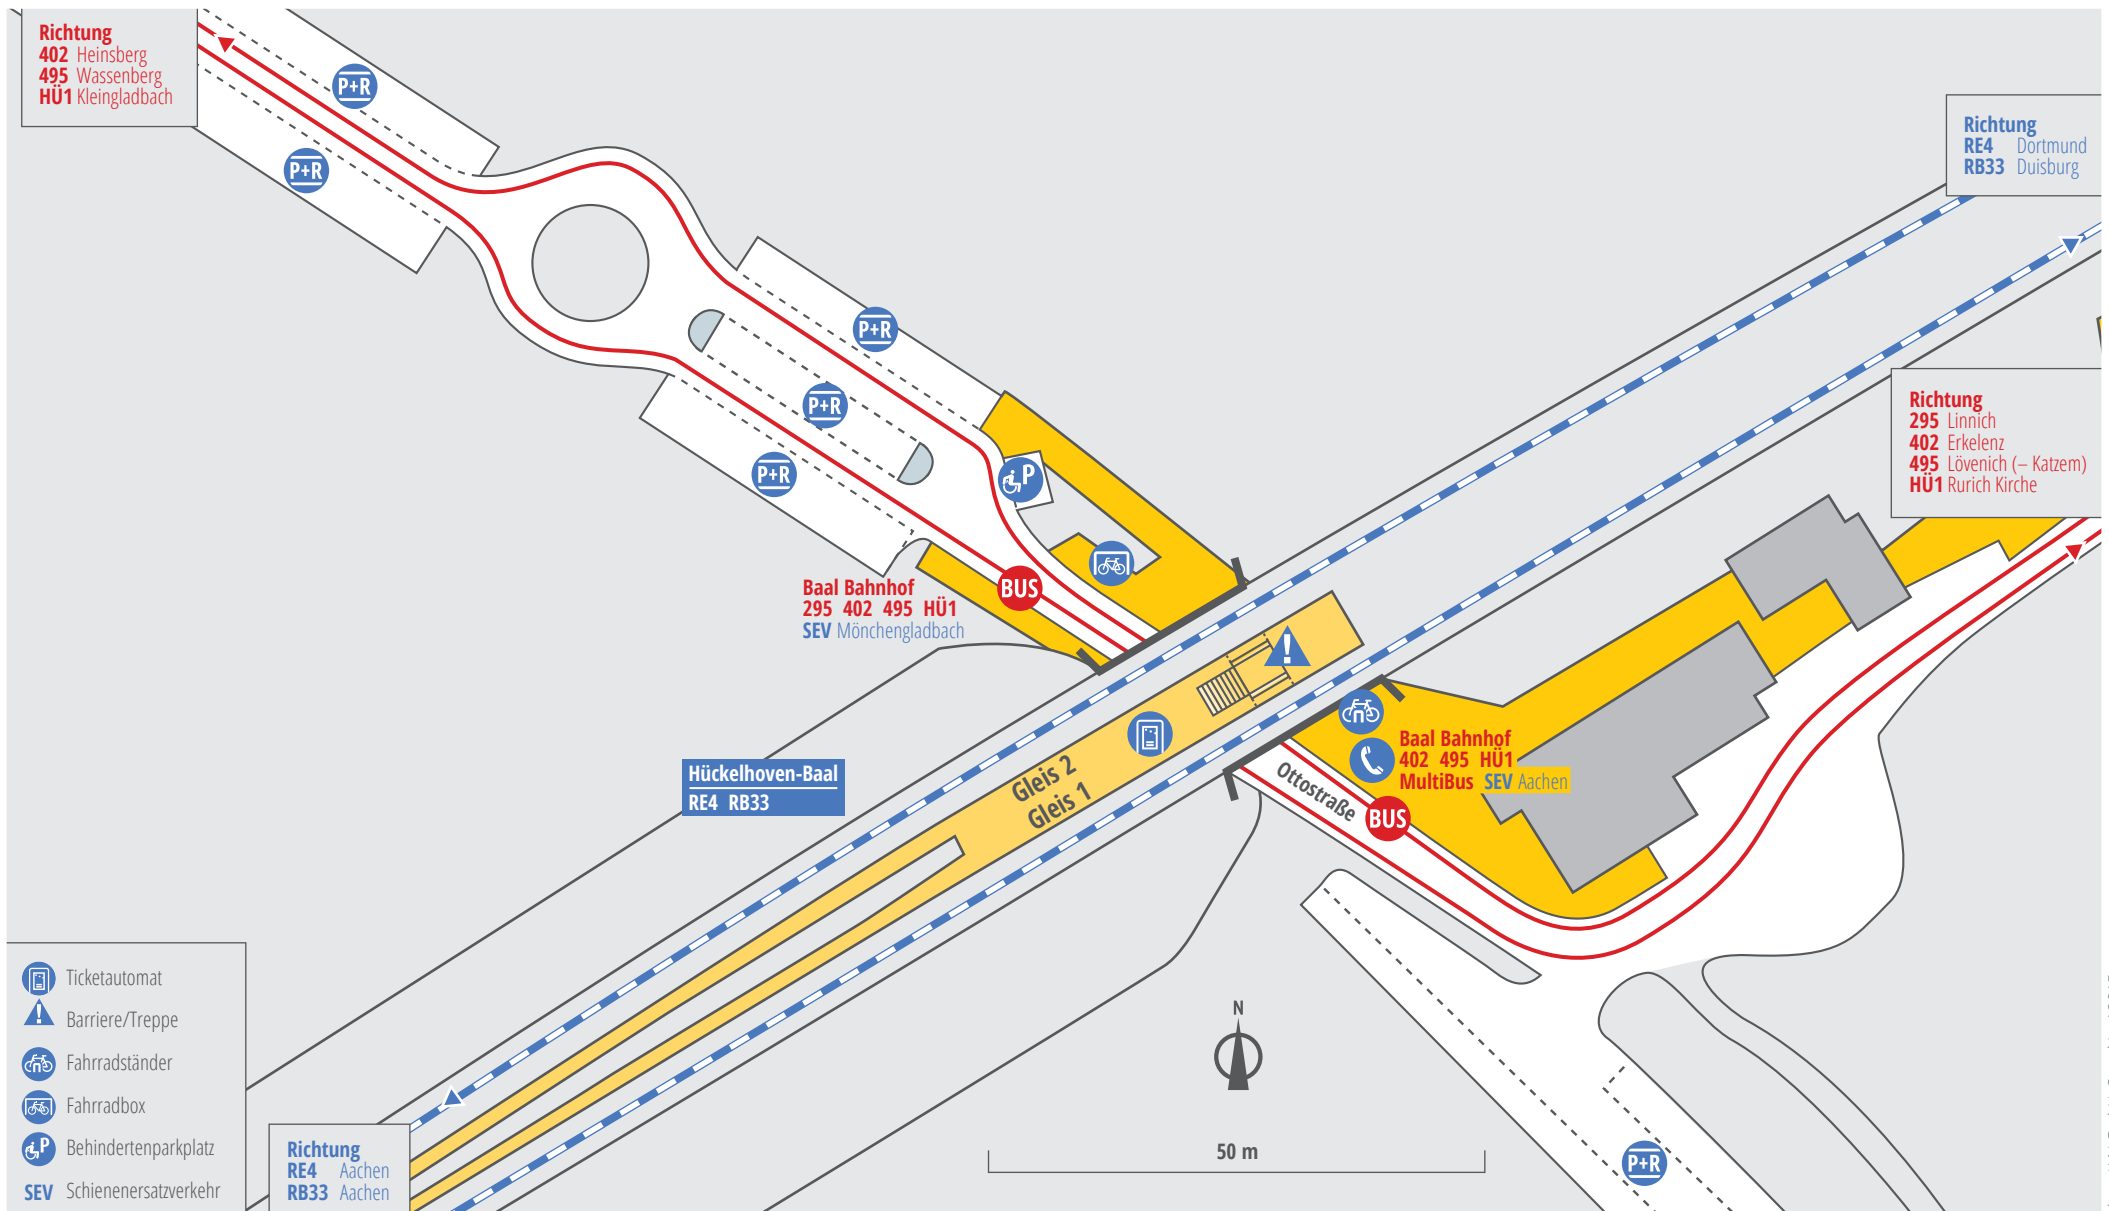 Richtung
402 Heinsberg
495 Wassenberg
HÜ1 Kleingladbach
P+R
P+R
Richtung
RE4 Dortmund
RB33 Duisburg
P+R
P+R
P+R
P
Richtung
295 Linnich
402 Erkelenz
495 Lövenich (– Katzem)
HÜ1 Rurich Kirche
BUS
Baal Bahnhof
295 402 495 HÜ1
SEV Mönchengladbach
Hückelhoven-Baal
RE4 RB33
Gleis 2
Gleis 1
Baal Bahnhof
402 495 HÜ1
MultiBus SEV Aachen
Ottostraße
BUS
Ticketautomat
Barriere/Treppe
Fahrradständer
Fahrradbox
P Behindertenparkplatz
SEV Schienenersatzverkehr
Richtung
RE4 Aachen
RB33 Aachen
N
50 m
P+R